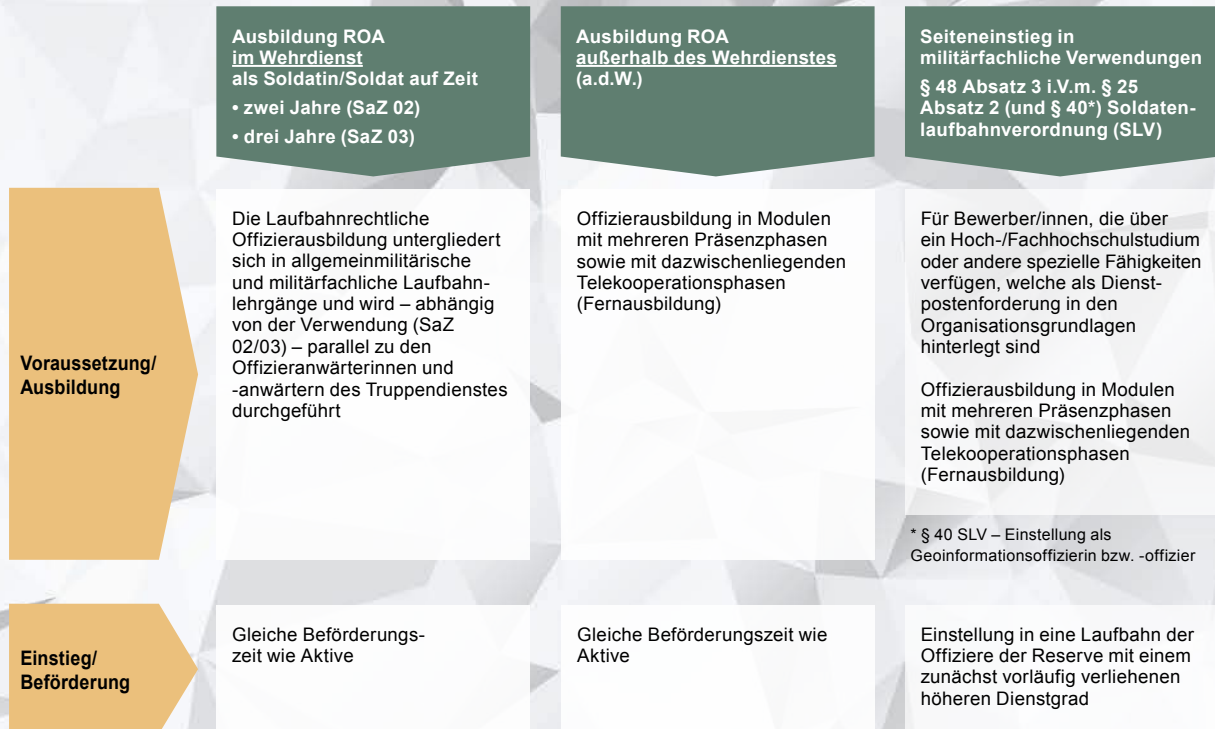 Ausbildung ROA
im Wehrdienst
als Soldatin/Soldat auf Zeit
• zwei Jahre (SaZ 02)
• drei Jahre (SaZ 03)
Ausbildung ROA
außerhalb des Wehrdienstes
(a.d.W.)
Seiteneinstieg in
militärfachliche Verwendungen
§ 48 Absatz 3 i.V.m. § 25
Absatz 2 (und § 40*) Soldaten-
laufbahnverordnung (SLV)
Voraussetzung/
Ausbildung
Die Laufbahnrechtliche
Offizierausbildung untergliedert
sich in allgemeinmilitärische
und militärfachliche Laufbahn-
lehrgänge und wird – abhängig
von der Verwendung (SaZ
02/03) – parallel zu den
Offizieranwärterinnen und
-anwärtern des Truppendienstes
durchgeführt
Offizierausbildung in Modulen
mit mehreren Präsenzphasen
sowie mit dazwischenliegenden
Telekooperationsphasen
(Fernausbildung)
Für Bewerber/innen, die über
ein Hoch-/Fachhochschulstudium
oder andere spezielle Fähigkeiten
verfügen, welche als Dienst-
postenforderung in den
Organisationsgrundlagen
hinterlegt sind
Offizierausbildung in Modulen
mit mehreren Präsenzphasen
sowie mit dazwischenliegenden
Telekooperationsphasen
(Fernausbildung)
* § 40 SLV – Einstellung als
Geoinformationsoffizierin bzw. -offizier
Einstieg/
Beförderung
Gleiche Beförderungs-
zeit wie Aktive
Gleiche Beförderungszeit wie
Aktive
Einstellung in eine Laufbahn der
Offiziere der Reserve mit einem
zunächst vorläufig verliehenen
höheren Dienstgrad